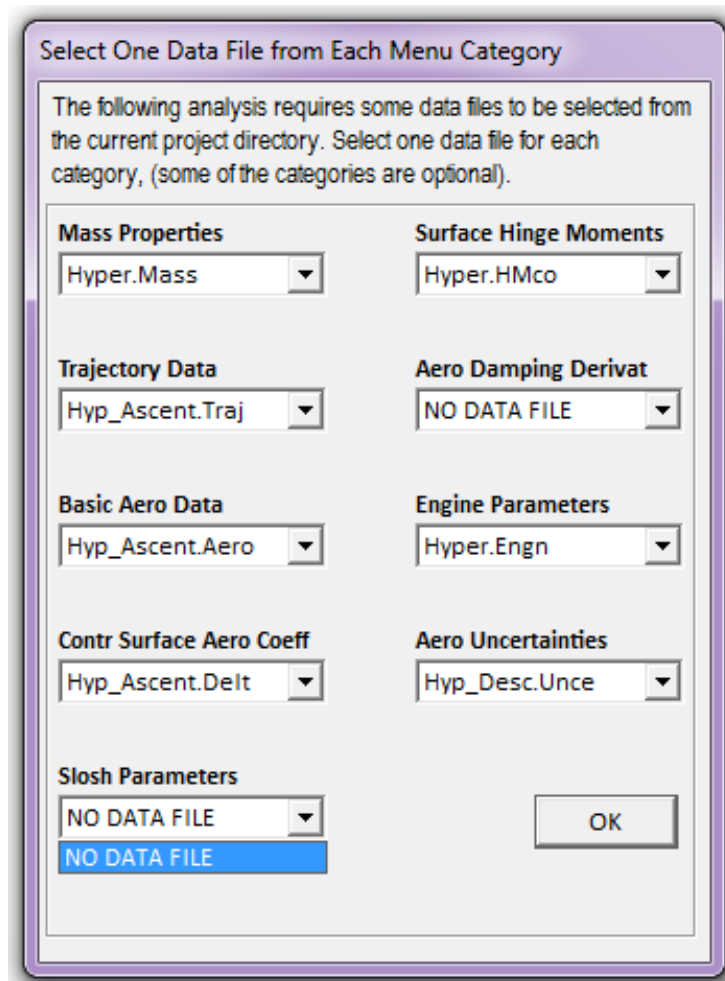 Select One Data File from Each Menu Category
The following analysis requires some data files to be selected from
the current project directory. Select one data file for each
category, (some of the categories are optional).
Mass Properties
Hyper.Mass
Surface Hinge Moments
Hyper.HMco
Trajectory Data
Hyp_Ascent.Traj
Aero Damping Derivat
NO DATA FILE
Basic Aero Data
Hyp_Ascent.Aero
Engine Parameters
Hyper.Engn
Contr Surface Aero Coeff
Hyp_Ascent.Delt
Aero Uncertainties
Hyp_Desc.Unce
Slosh Parameters
NO DATA FILE
NO DATA FILE
OK